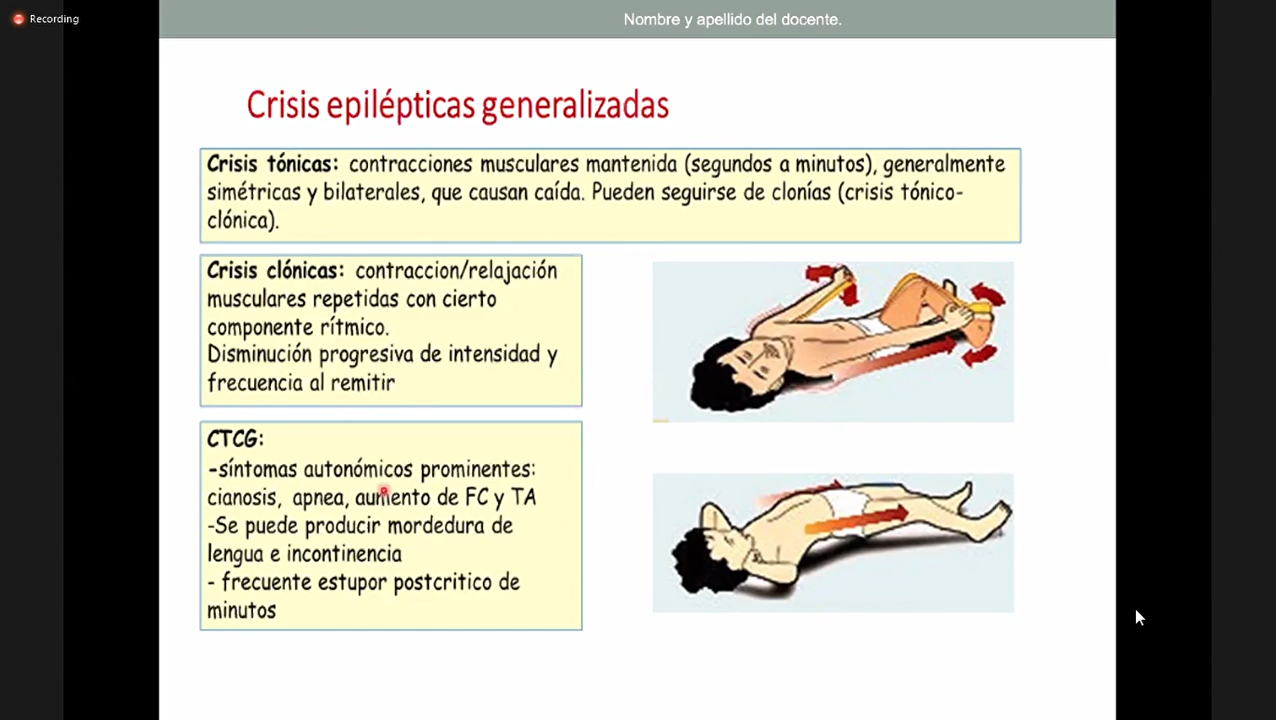 Recording
Nombre y apellido del docente.
Crisis epilépticas generalizadas
Crisis tónicas: contracciones musculares mantenida (segundos a minutos), generalmente
simétricas y bilaterales, que causan caída. Pueden seguirse de clonías (crisis tónico-
clónica).
Crisis clónicas: contraccion/relajación
musculares repetidas con cierto
componente rítmico.
Disminución progresiva de intensidad y
frecuencia al remitir
CTCG:
-síntomas autonómicos prominentes:
cianosis, apnea, aumento de FC y TA
-Se puede producir mordedura de
lengua e incontinencia
- frecuente estupor postcritico de
minutos